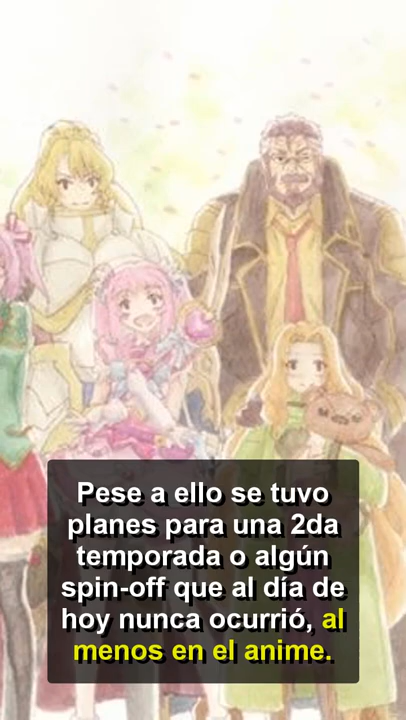 Pese a ello se tuvo
planes para una 2da
temporada o algún
spin-off que al día de
hoy nunca ocurrió, al
menos en el anime.